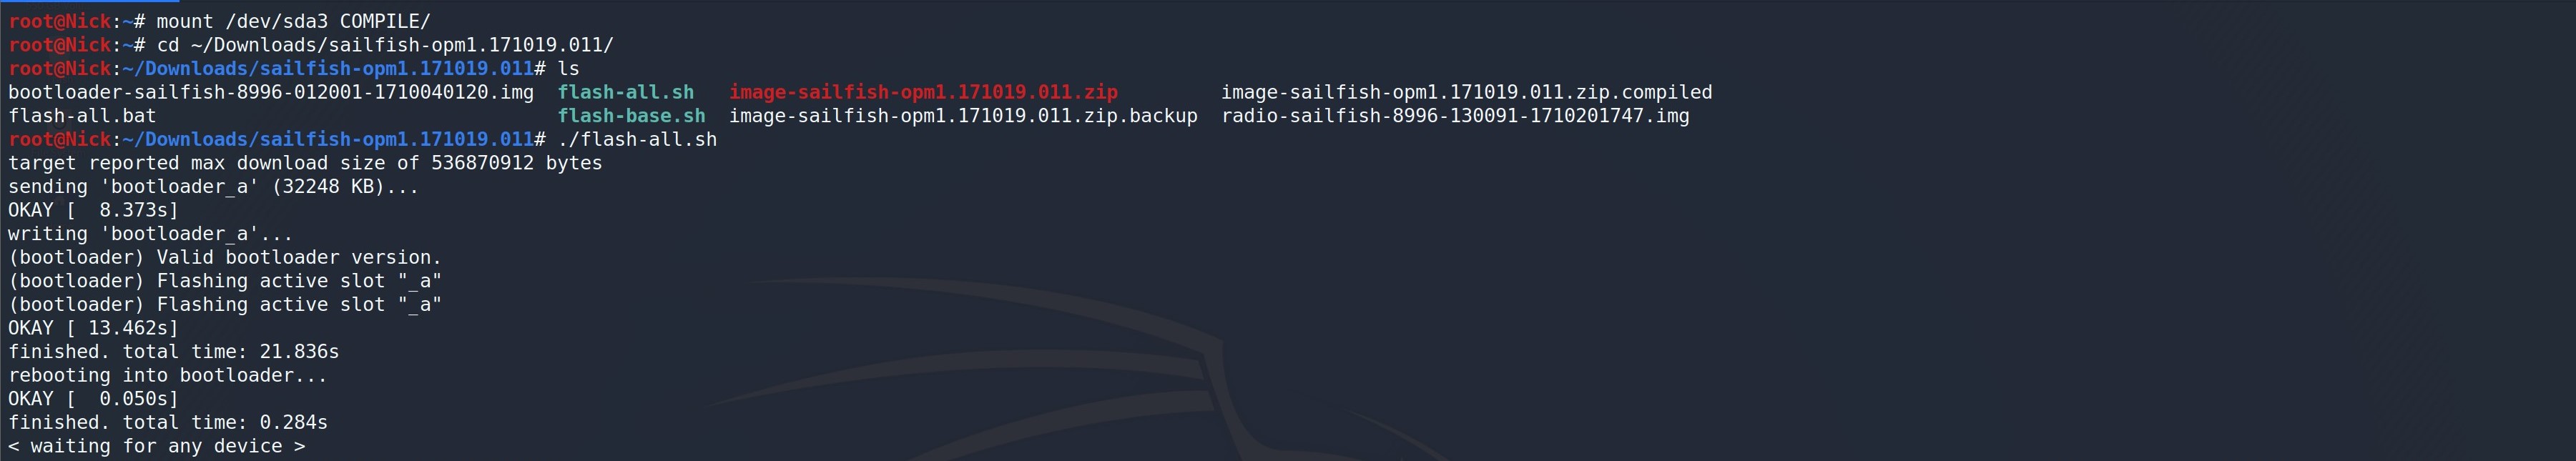 root@Nick:~# mount /dev/sda3 COMPILE/
root@Nick:~# cd ~/Downloads/sailfish-opm1.171019.011/
root@Nick:~/Downloads/sailfish-opm1.171019.011# ls
bootloader-sailfish-8996-012001-1710040120.img  flash-all.sh   image-sailfish-opm1.171019.011.zip         image-sailfish-opm1.171019.011.zip.compiled
flash-all.bat                                   flash-base.sh  image-sailfish-opm1.171019.011.zip.backup  radio-sailfish-8996-130091-1710201747.img
root@Nick:~/Downloads/sailfish-opm1.171019.011# ./flash-all.sh
target reported max download size of 536870912 bytes
sending 'bootloader_a' (32248 KB)...
OKAY [  8.373s]
writing 'bootloader_a'...
(bootloader) Valid bootloader version.
(bootloader) Flashing active slot "_a"
(bootloader) Flashing active slot "_a"
OKAY [ 13.462s]
finished. total time: 21.836s
rebooting into bootloader...
OKAY [  0.050s]
finished. total time: 0.284s
< waiting for any device >